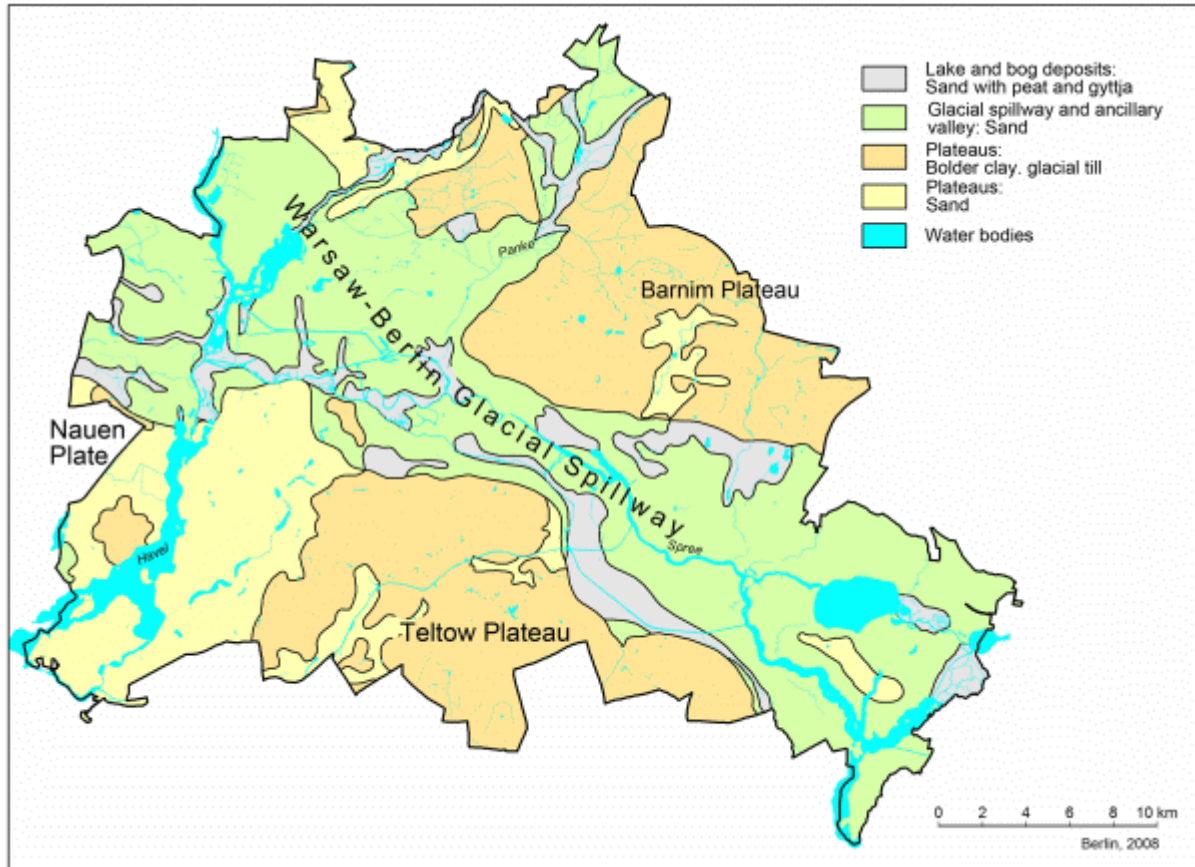 Lake and bog deposits:
Sand with peat and gyttja
Glacial spillway and ancillary
valley: Sand
Plateaus:
Bolder clay. glacial till
Plateaus:
Sand
Water bodies
Warsaw-Berlin Glacial Spillway
Panke
Barnim Plateau
Nauen
Plate
Havel
Spree
Teltow Plateau
0 2 4 6 8 10 km
Berlin, 2008